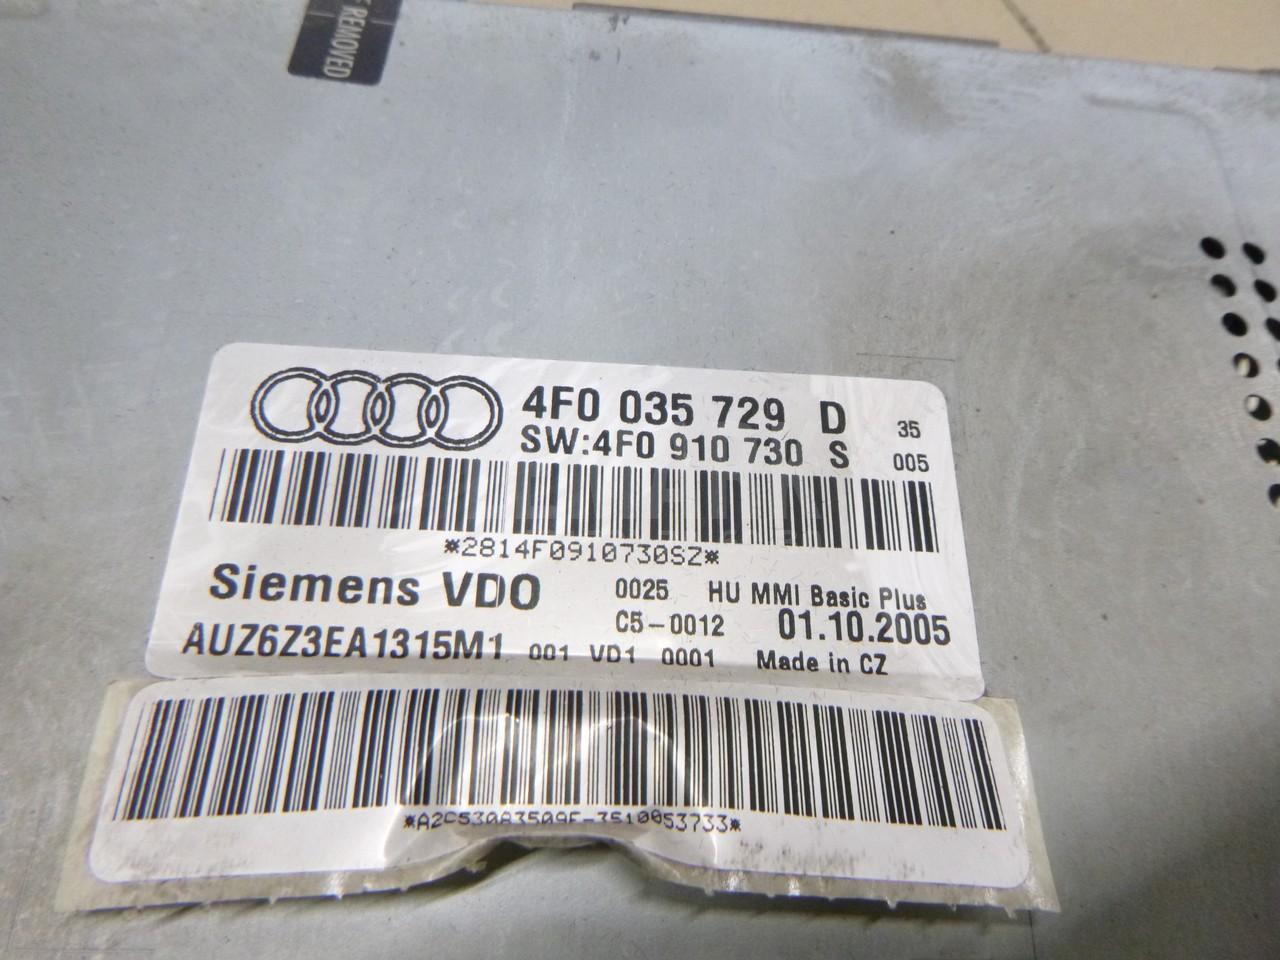 REMOVED
4F0 035 729 D 35
SW:4F0 910 730 S 005
*2814F0910730SZ*
Siemens VDO 0025 HU MMI Basic Plus
C5-0012 01.10.2005
AUZ6Z3EA1315M1 001 VD1 0001 Made in CZ